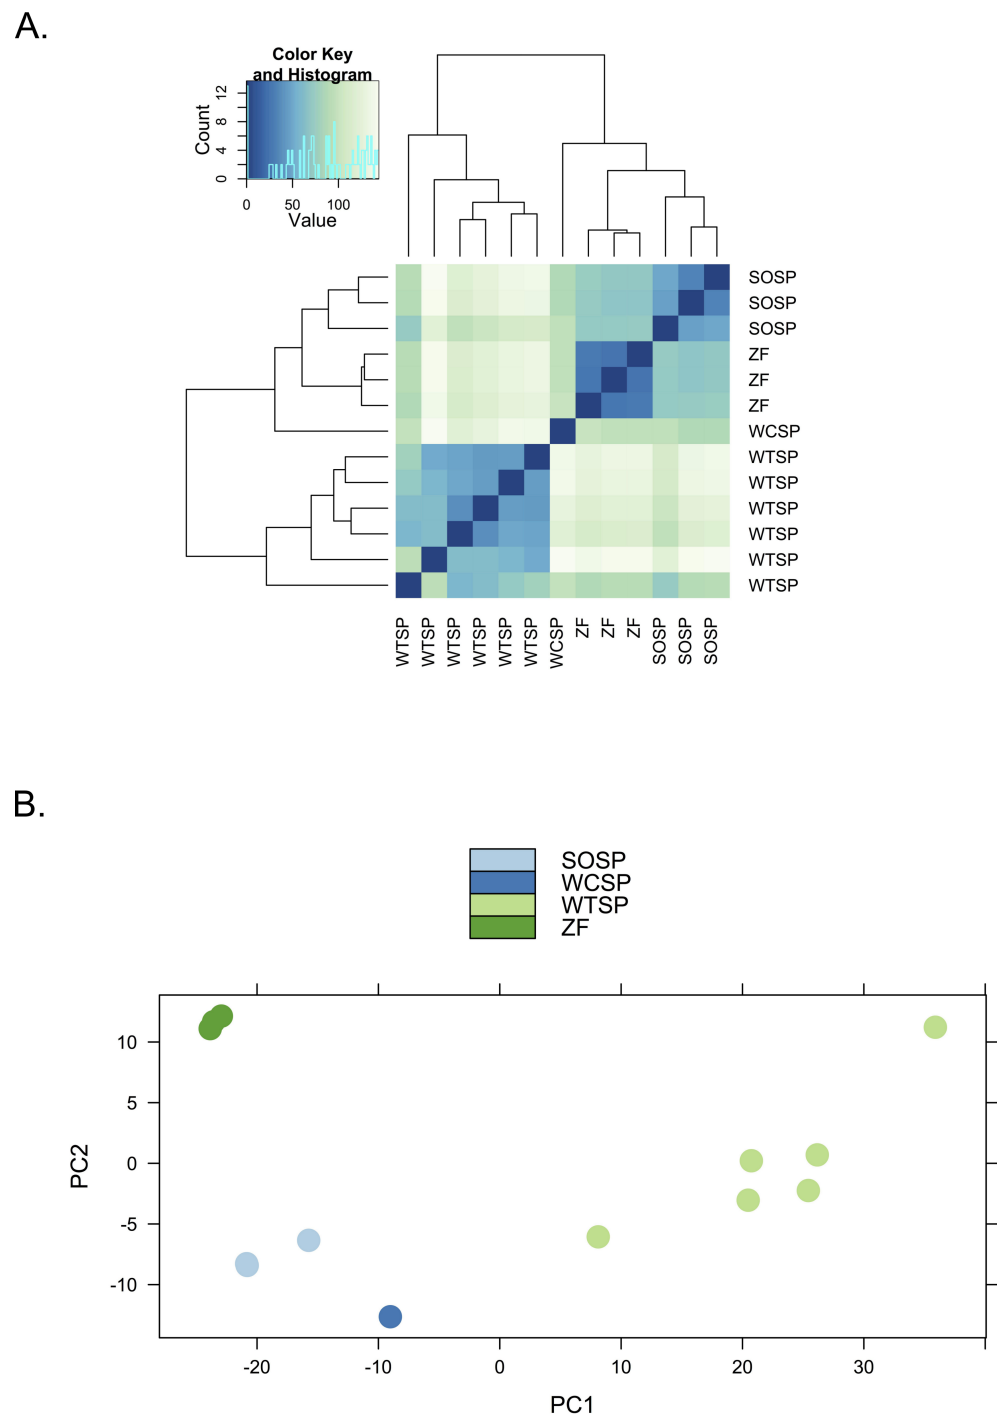 A.
Color Key
and Histogram
Count
0 4 8 12
0 50 100
Value
SOSP
SOSP
SOSP
ZF
ZF
ZF
WCSP
WTSP
WTSP
WTSP
WTSP
WTSP
WTSP
WTSP WTSP WTSP WTSP WTSP WTSP WCSP ZF ZF ZF SOSP SOSP SOSP
B.
SOSP
WCSP
WTSP
ZF
10
5
0
-5
-10
PC2
-20 -10 0 10 20 30
PC1